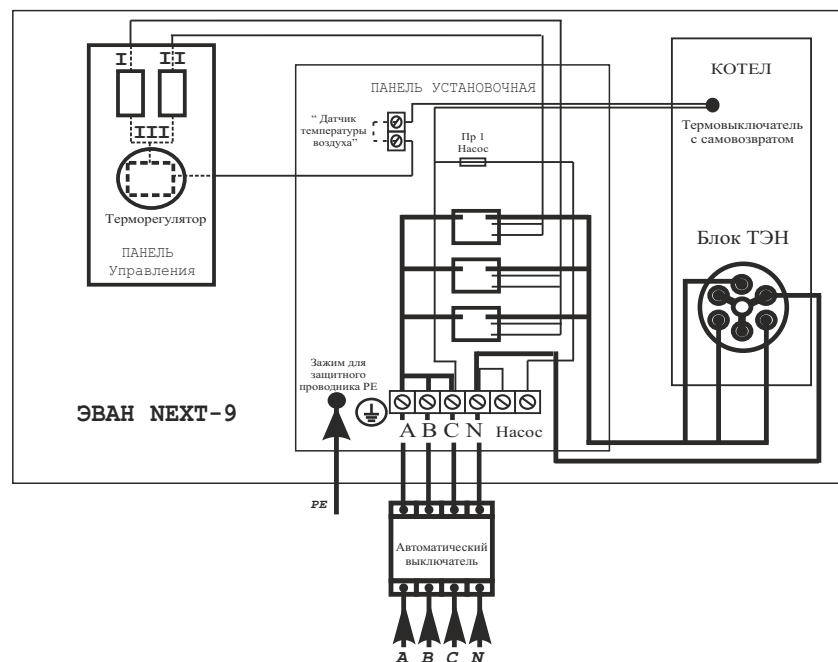 I II
III
Терморегулятор
ПАНЕЛЬ
Управления
ПАНЕЛЬ УСТАНОВОЧНАЯ
“ Датчик
температуры
воздуха”
Пр 1
Насос
КОТЕЛ
Термовыключатель
с самовозвратом
Блок ТЭН
Зажим для
защитного
проводника PE
ЭВАН NEXT-9
A B C N Насос
PE
Автоматический
выключатель
A B C N